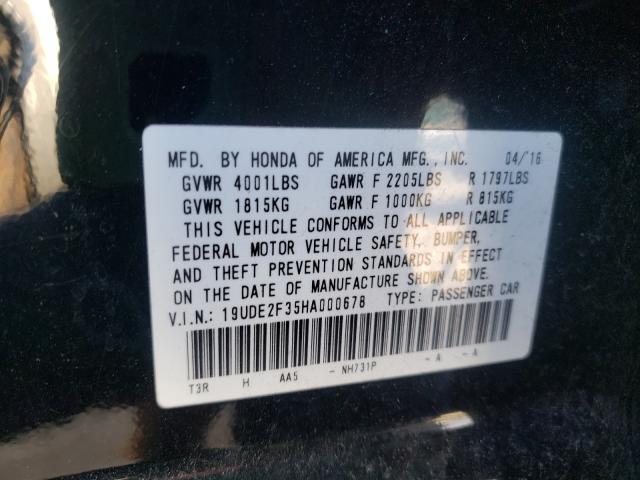 MFD. BY HONDA OF AMERICA MFG., INC. 04/'16
GVWR 4001LBS GAWR F 2205LBS R 1797LBS
GVWR 1815KG GAWR F 1000KG R 815KG
THIS VEHICLE CONFORMS TO ALL APPLICABLE
FEDERAL MOTOR VEHICLE SAFETY, BUMPER,
AND THEFT PREVENTION STANDARDS IN EFFECT
ON THE DATE OF MANUFACTURE SHOWN ABOVE.
V.I.N.: 19UDE2F35HA000678 TYPE: PASSENGER CAR
T3R H AA5 - NH731P - A - A